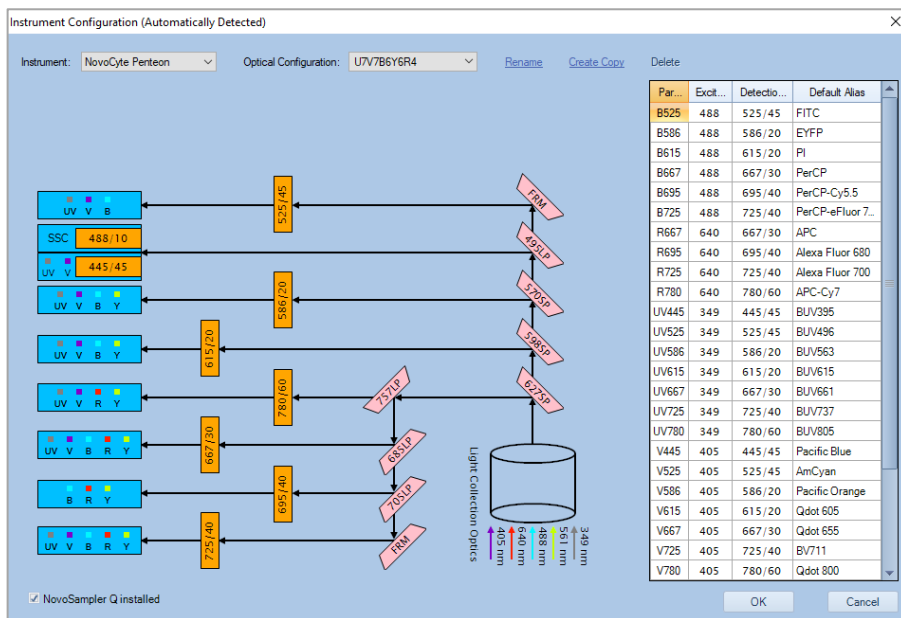 Instrument Configuration (Automatically Detected)
Instrument: NovoCyte Penteon Optical Configuration: U7V7B6Y6R4 Rename Create Copy Delete
Par... Excit... Detectio... Default Alias
B525 488 525/45 FITC
B586 488 586/20 EYFP
B615 488 615/20 PI
B667 488 667/30 PerCP
B695 488 695/40 PerCP-Cy5.5
B725 488 725/40 PerCP-eFluor 7...
R667 640 667/30 APC
R695 640 695/40 Alexa Fluor 680
R725 640 725/40 Alexa Fluor 700
R780 640 780/60 APC-Cy7
UV445 349 445/45 BUV395
UV525 349 525/45 BUV496
UV586 349 586/20 BUV563
UV615 349 615/20 BUV615
UV667 349 667/30 BUV661
UV725 349 725/40 BUV737
UV780 349 780/60 BUV805
V445 405 445/45 Pacific Blue
V525 405 525/45 AmCyan
V586 405 586/20 Pacific Orange
V615 405 615/20 Qdot 605
V667 405 667/30 Qdot 655
V725 405 725/40 BV711
V780 405 780/60 Qdot 800
UV V B
525/45
FRM
SSC 488/10
495LP
UV V 445/45
UV V B Y
586/20
570SP
UV V B Y
615/20
598SP
UV V R Y
780/60
757LP
627SP
UV V B R Y
667/30
685LP
B R Y
695/40
705LP
UV V B R Y
725/40
FRM
Light Collection Optics
405 nm
640 nm
488 nm
561 nm
349 nm
NovoSampler Q installed
OK Cancel